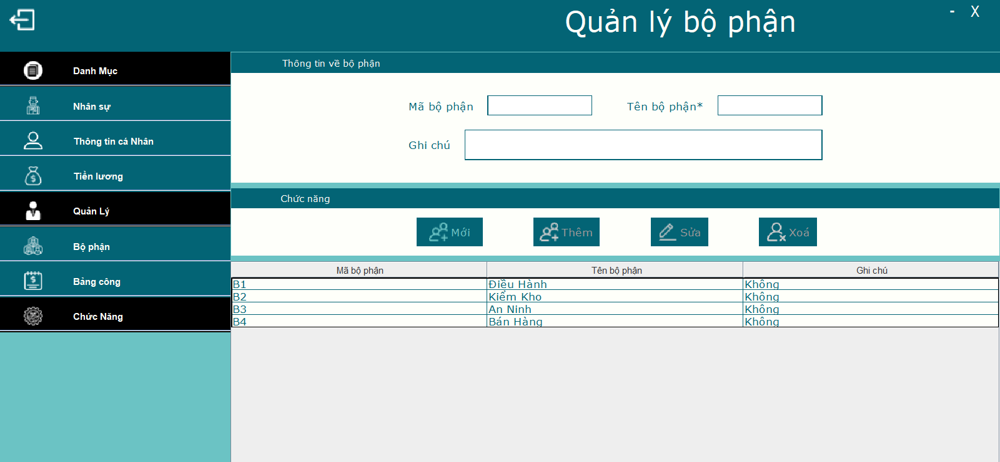 Quản lý bộ phận
- X
Danh Mục
Nhân sự
Thông tin cá Nhân
Tiền lương
Quản Lý
Bộ phận
Bảng công
Chức Năng
Thông tin về bộ phận
Mã bộ phận Tên bộ phận*
Ghi chú
Chức năng
Mới Thêm Sửa Xoá
Mã bộ phận Tên bộ phận Ghi chú
B1 Điều Hành Không
B2 Kiểm Kho Không
B3 An Ninh Không
B4 Bán Hàng Không